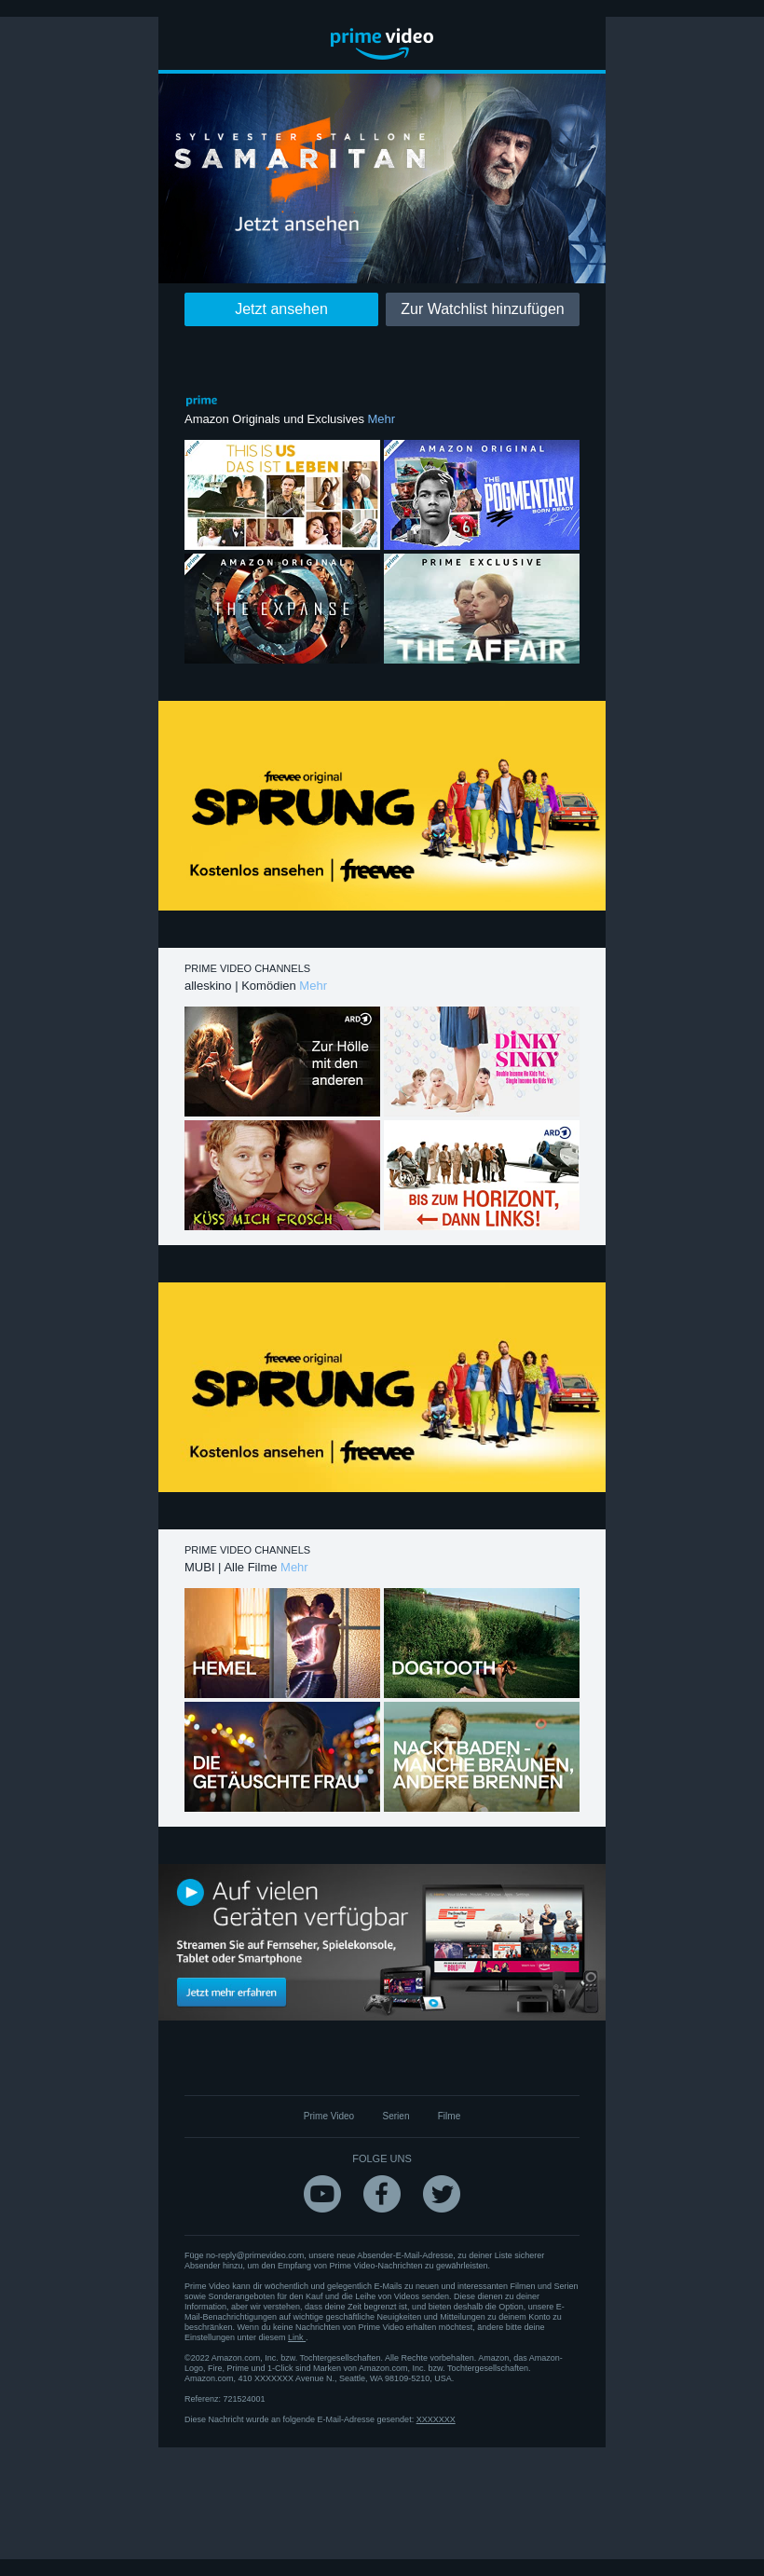 prime video
SYLVESTER STALLONE
SAMARITAN
Jetzt ansehen
Jetzt ansehen
Zur Watchlist hinzufügen
prime
Amazon Originals und Exclusives Mehr
prime
THIS IS US
DAS IST LEBEN
prime
AMAZON ORIGINAL
THE
POGMENTARY
BORN READY
6
prime
AMAZON ORIGINAL
THE EXPANSE
prime
PRIME EXCLUSIVE
THE AFFAIR
freevee original
SPRUNG
Kostenlos ansehen | freevee
PRIME VIDEO CHANNELS
alleskino | Komödien Mehr
ARD
Zur Hölle
mit den
anderen
DINKY
SINKY
Double Income No Kids Yet,
Single Income No Kids Yet
KÜSS MICH FROSCH
ARD
BIS ZUM HORIZONT,
DANN LINKS!
freevee original
SPRUNG
Kostenlos ansehen | freevee
PRIME VIDEO CHANNELS
MUBI | Alle Filme Mehr
HEMEL
DOGTOOTH
DIE
GETÄUSCHTE FRAU
NACKTBADEN -
MANCHE BRÄUNEN,
ANDERE BRENNEN
Auf vielen
Geräten verfügbar
Streamen Sie auf Fernseher, Spielekonsole,
Tablet oder Smartphone
Jetzt mehr erfahren
Prime Video Serien Filme
FOLGE UNS
Füge no-reply@primevideo.com, unsere neue Absender-E-Mail-Adresse, zu deiner Liste sicherer
Absender hinzu, um den Empfang von Prime Video-Nachrichten zu gewährleisten.
Prime Video kann dir wöchentlich und gelegentlich E-Mails zu neuen und interessanten Filmen und Serien
sowie Sonderangeboten für den Kauf und die Leihe von Videos senden. Diese dienen zu deiner
Information, aber wir verstehen, dass deine Zeit begrenzt ist, und bieten deshalb die Option, unsere E-
Mail-Benachrichtigungen auf wichtige geschäftliche Neuigkeiten und Mitteilungen zu deinem Konto zu
beschränken. Wenn du keine Nachrichten von Prime Video erhalten möchtest, ändere bitte deine
Einstellungen unter diesem Link.
©2022 Amazon.com, Inc. bzw. Tochtergesellschaften. Alle Rechte vorbehalten. Amazon, das Amazon-
Logo, Fire, Prime und 1-Click sind Marken von Amazon.com, Inc. bzw. Tochtergesellschaften.
Amazon.com, 410 XXXXXXX Avenue N., Seattle, WA 98109-5210, USA.
Referenz: 721524001
Diese Nachricht wurde an folgende E-Mail-Adresse gesendet: XXXXXXX